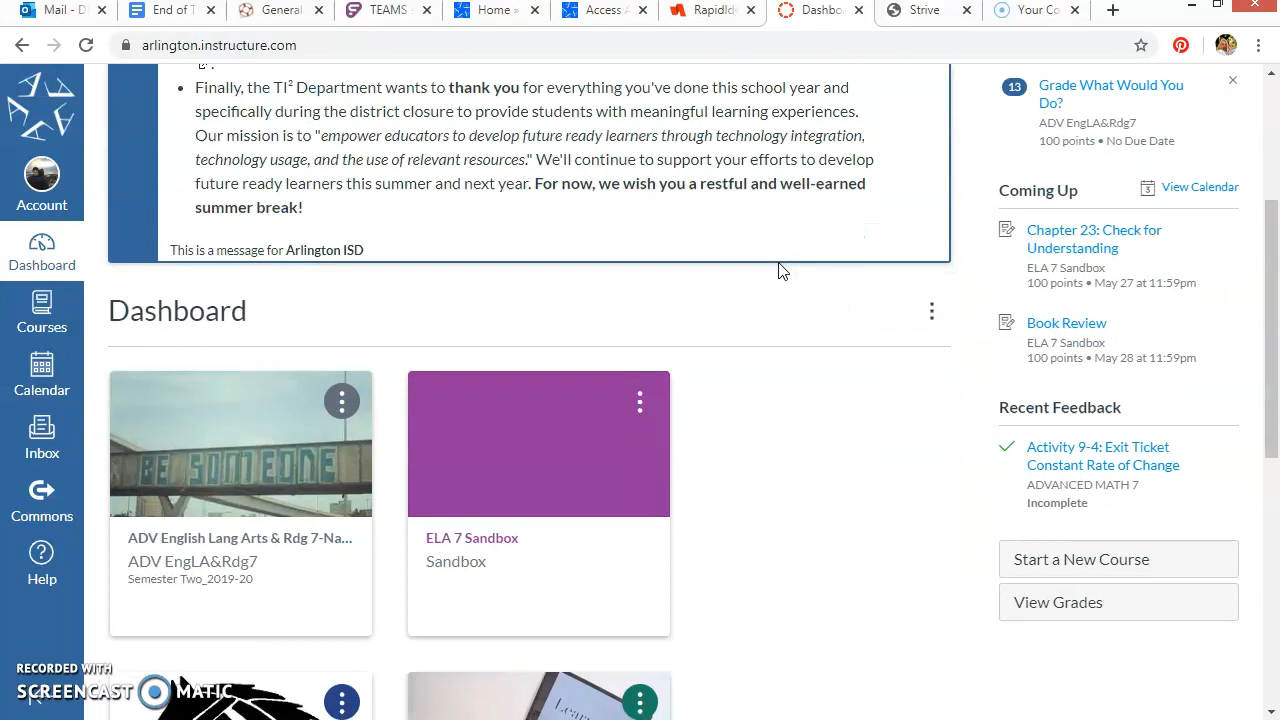 Mail - D
End of T
General
TEAMS -
Home »
Access A
RapidIde
Dashbo
Strive
Your Co
arlington.instructure.com
Account
Dashboard
Courses
Calendar
Inbox
Commons
Help
• Finally, the TI² Department wants to thank you for everything you've done this school year and
specifically during the district closure to provide students with meaningful learning experiences.
Our mission is to "empower educators to develop future ready learners through technology integration,
technology usage, and the use of relevant resources." We'll continue to support your efforts to develop
future ready learners this summer and next year. For now, we wish you a restful and well-earned
summer break!
This is a message for Arlington ISD
Dashboard
BE SOMEONE
ADV English Lang Arts & Rdg 7-Na...
ADV EngLA&Rdg7
Semester Two_2019-20
ELA 7 Sandbox
Sandbox
13
Grade What Would You
Do?
ADV EngLA&Rdg7
100 points • No Due Date
Coming Up
View Calendar
Chapter 23: Check for
Understanding
ELA 7 Sandbox
100 points • May 27 at 11:59pm
Book Review
ELA 7 Sandbox
100 points • May 28 at 11:59pm
Recent Feedback
Activity 9-4: Exit Ticket
Constant Rate of Change
ADVANCED MATH 7
Incomplete
Start a New Course
View Grades
RECORDED WITH
SCREENCAST MATIC